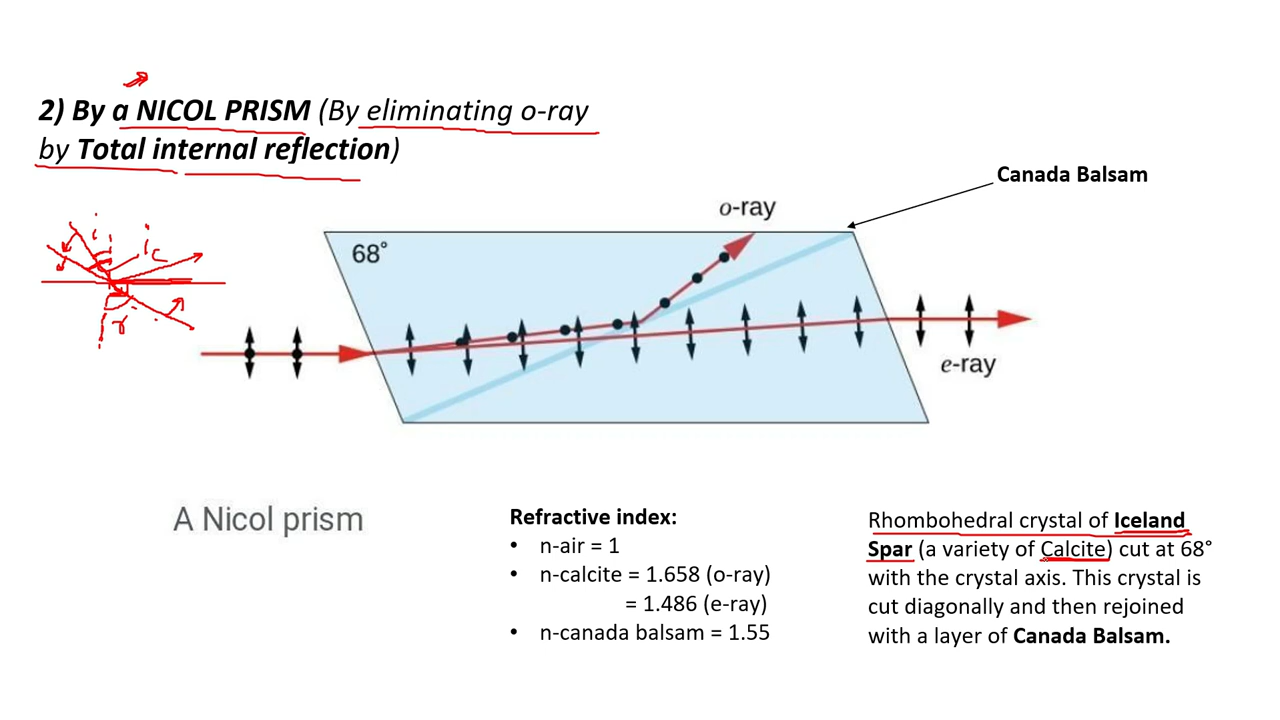 2) By a NICOL PRISM (By eliminating o-ray
by Total internal reflection)
Canada Balsam
o-ray
68°
i
i c
r
e-ray
A Nicol prism
Refractive index:
• n-air = 1
• n-calcite = 1.658 (o-ray)
= 1.486 (e-ray)
• n-canada balsam = 1.55
Rhombohedral crystal of Iceland
Spar (a variety of Calcite) cut at 68°
with the crystal axis. This crystal is
cut diagonally and then rejoined
with a layer of Canada Balsam.